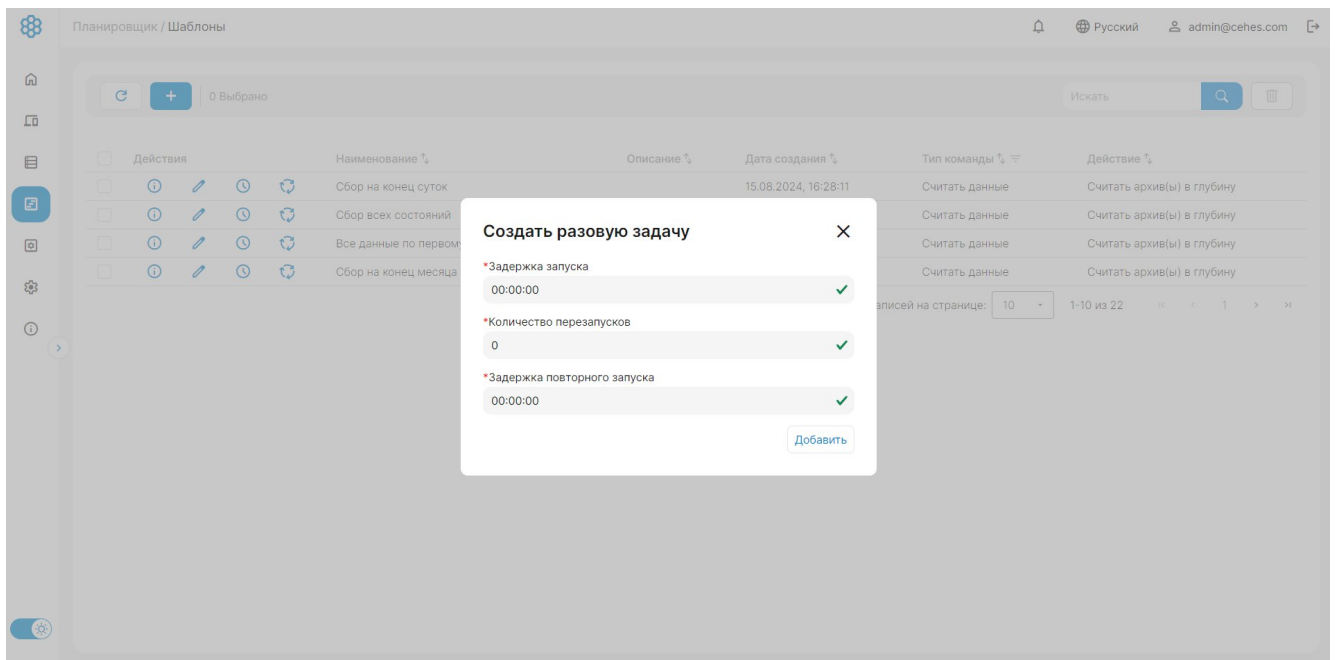 Планировщик / Шаблоны
Русский
admin@cehes.com
0 Выбрано
Искать
Действия Наименование Описание Дата создания Тип команды Действие
Сбор на конец суток 15.08.2024, 16:28:11 Считать данные Считать архив(ы) в глубину
Сбор всех состояний Считать данные Считать архив(ы) в глубину
Все данные по первом Считать данные Считать архив(ы) в глубину
Сбор на конец месяца Считать данные Считать архив(ы) в глубину
аписей на странице: 10 1-10 из 22 1
Создать разовую задачу
*Задержка запуска
00:00:00
*Количество перезапусков
0
*Задержка повторного запуска
00:00:00
Добавить